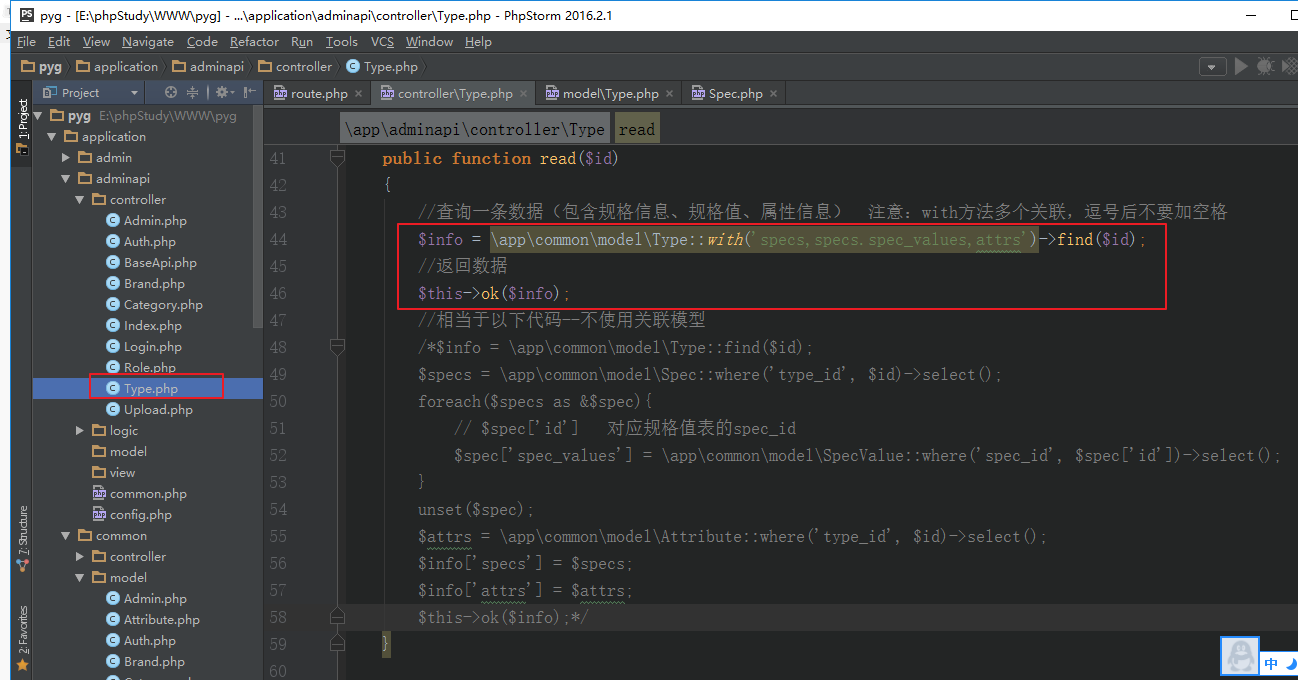 pyg - [E:\phpStudy\WWW\pyg] - ...\application\adminapi\controller\Type.php - PhpStorm 2016.2.1
File Edit View Navigate Code Refactor Run Tools VCS Window Help
pyg application adminapi controller Type.php
Project
route.php controller\Type.php model\Type.php Spec.php
1: Project
7: Structure
2: Favorites
pyg E:\phpStudy\WWW\pyg
application
admin
adminapi
controller
Admin.php
Auth.php
BaseApi.php
Brand.php
Category.php
Index.php
Login.php
Role.php
Type.php
Upload.php
logic
model
view
common.php
config.php
common
controller
model
Admin.php
Attribute.php
Auth.php
Brand.php
\app\adminapi\controller\Type read
41 public function read($id)
42 {
43 //查询一条数据（包含规格信息、规格值、属性信息） 注意：with方法多个关联，逗号后不要加空格
44 $info = \app\common\model\Type::with('specs,specs.spec_values,attrs')->find($id);
45 //返回数据
46 $this->ok($info);
47 //相当于以下代码--不使用关联模型
48 /*$info = \app\common\model\Type::find($id);
49 $specs = \app\common\model\Spec::where('type_id', $id)->select();
50 foreach($specs as &$spec){
51 // $spec['id'] 对应规格值表的spec_id
52 $spec['spec_values'] = \app\common\model\SpecValue::where('spec_id', $spec['id'])->select();
53 }
54 unset($spec);
55 $attrs = \app\common\model\Attribute::where('type_id', $id)->select();
56 $info['specs'] = $specs;
57 $info['attrs'] = $attrs;
58 $this->ok($info);*/
59 }
60
中